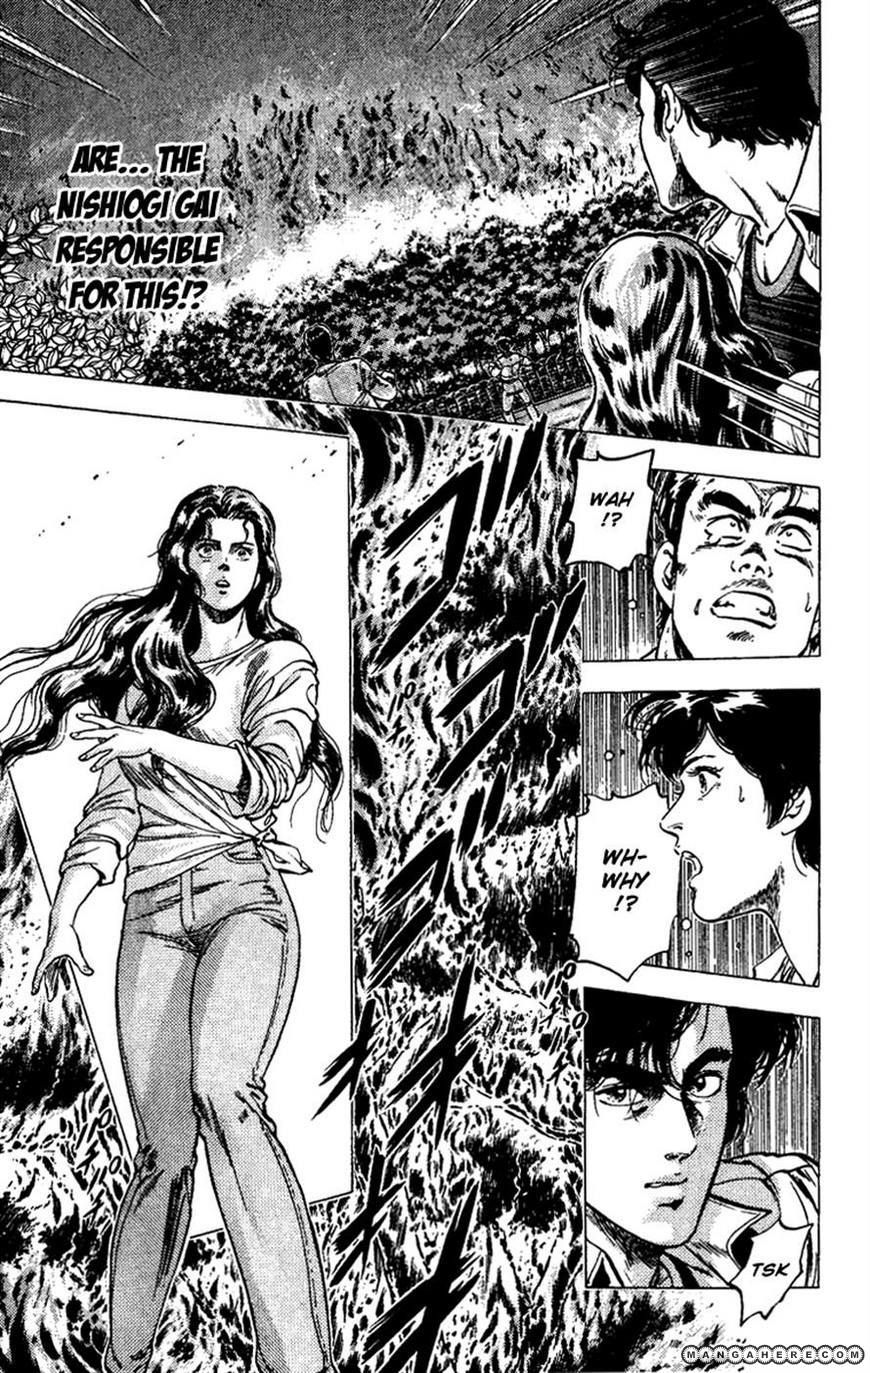 ARE... THE
NISHIOGI GAI
RESPONSIBLE
FOR THIS!?
WAH
!?
WH-
WHY
!?
TSK
MANGAHERE.COM